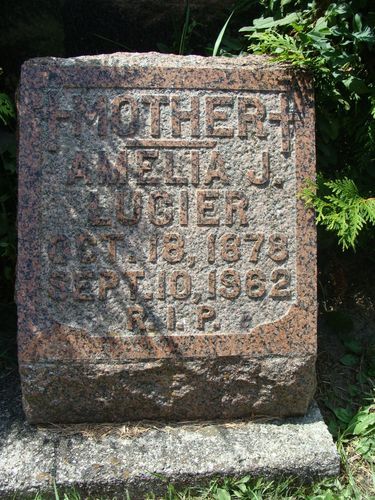 MOTHER
AMELIA J.
LUCIER
OCT. 18, 1878
SEPT. 10, 1962
R.I.P.